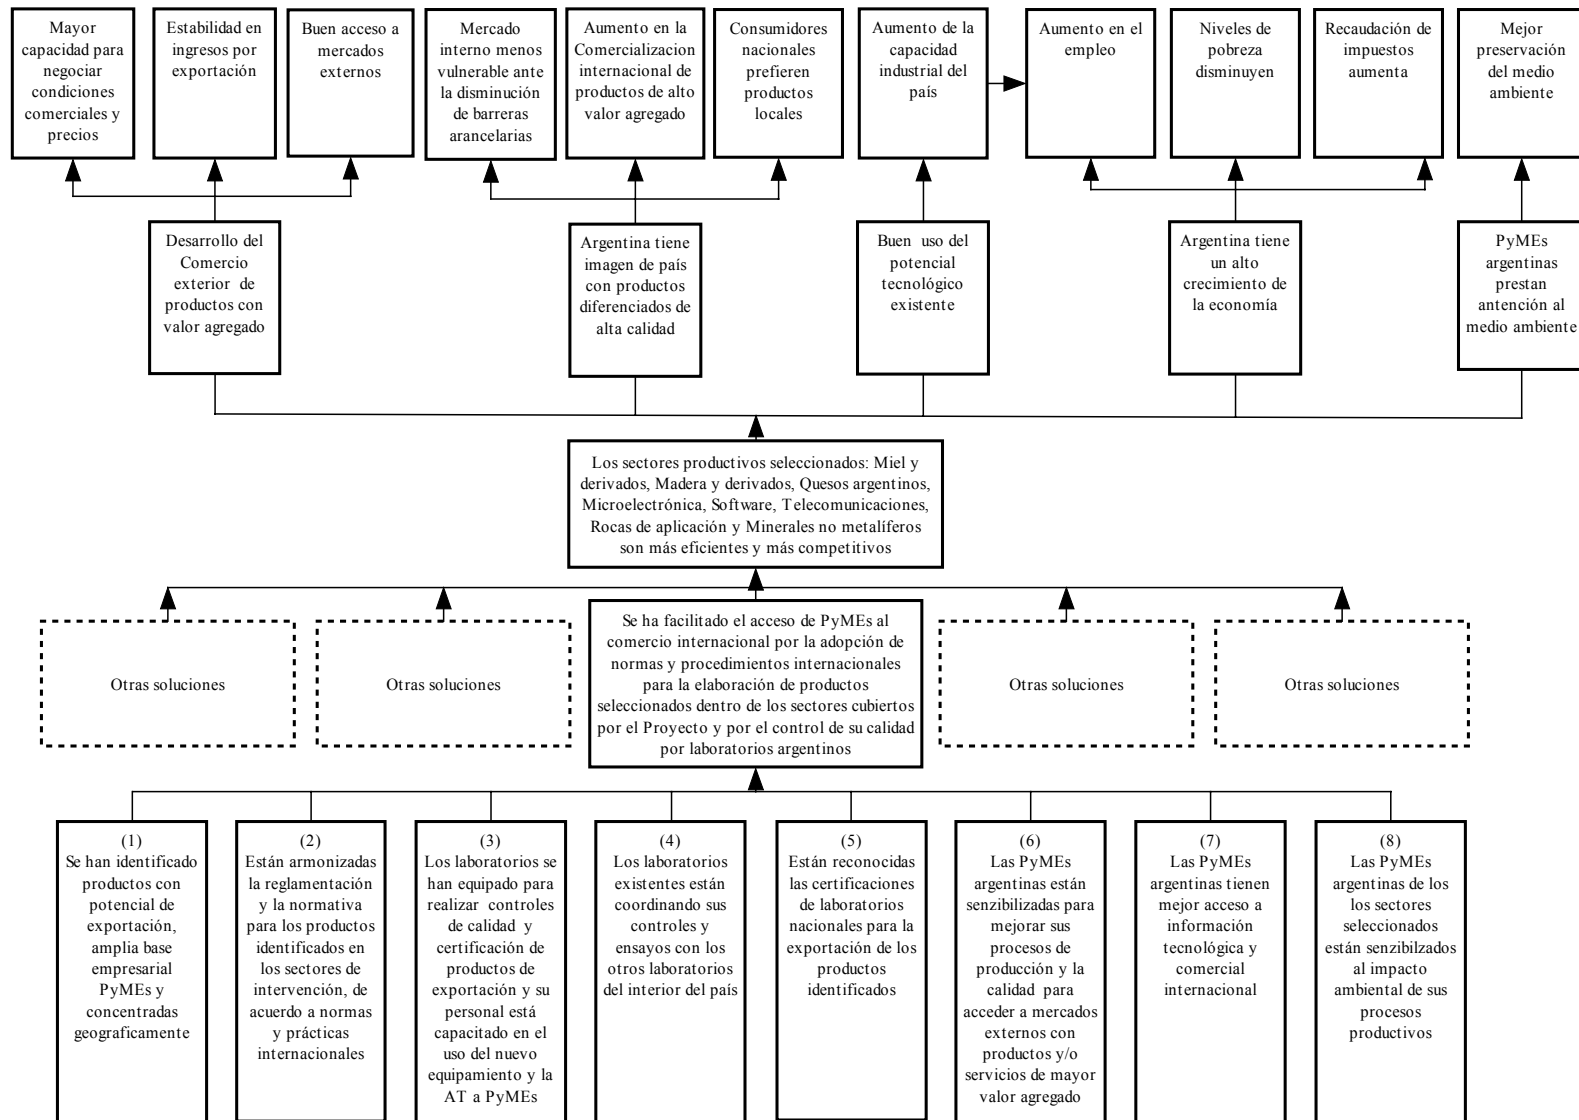 Mayor
capacidad para
negociar
condiciones
comerciales y
precios
Estabilidad en
ingresos por
exportación
Buen acceso a
mercados
externos
Mercado
interno menos
vulnerable ante
la disminución
de barreras
arancelarias
Aumento en la
Comercializacion
internacional de
productos de alto
valor agregado
Consumidores
nacionales
prefieren
productos
locales
Aumento de la
capacidad
industrial del
país
Aumento en el
empleo
Niveles de
pobreza
disminuyen
Recaudación de
impuestos
aumenta
Mejor
preservación
del medio
ambiente
Desarrollo del
Comercio
exterior de
productos con
valor agregado
Argentina tiene
imagen de país
con productos
diferenciados de
alta calidad
Buen uso del
potencial
tecnológico
existente
Argentina tiene
un alto
crecimiento de
la economía
PyMEs
argentinas
prestan
antención al
medio ambiente
Los sectores productivos seleccionados: Miel y
derivados, Madera y derivados, Quesos argentinos,
Microelectrónica, Software, Telecomunicaciones,
Rocas de aplicación y Minerales no metalíferos
son más eficientes y más competitivos
Otras soluciones
Otras soluciones
Se ha facilitado el acceso de PyMEs al
comercio internacional por la adopción de
normas y procedimientos internacionales
para la elaboración de productos
seleccionados dentro de los sectores cubiertos
por el Proyecto y por el control de su calidad
por laboratorios argentinos
Otras soluciones
Otras soluciones
(1)
Se han identificado
productos con
potencial de
exportación,
amplia base
empresarial
PyMEs y
concentradas
geograficamente
(2)
Están armonizadas
la reglamentación
y la normativa
para los productos
identificados en
los sectores de
intervención, de
acuerdo a normas
y prácticas
internacionales
(3)
Los laboratorios se
han equipado para
realizar controles
de calidad y
certificación de
productos de
exportación y su
personal está
capacitado en el
uso del nuevo
equipamiento y la
AT a PyMEs
(4)
Los laboratorios
existentes están
coordinando sus
controles y
ensayos con los
otros laboratorios
del interior del país
(5)
Están reconocidas
las certificaciones
de laboratorios
nacionales para la
exportación de los
productos
identificados
(6)
Las PyMEs
argentinas están
senzibilizadas para
mejorar sus
procesos de
producción y la
calidad para
acceder a mercados
externos con
productos y/o
servicios de mayor
valor agregado
(7)
Las PyMEs
argentinas tienen
mejor acceso a
información
tecnológica y
comercial
internacional
(8)
Las PyMEs
argentinas de los
los sectores
seleccionados
están senzibilzados
al impacto
ambiental de sus
procesos
productivos